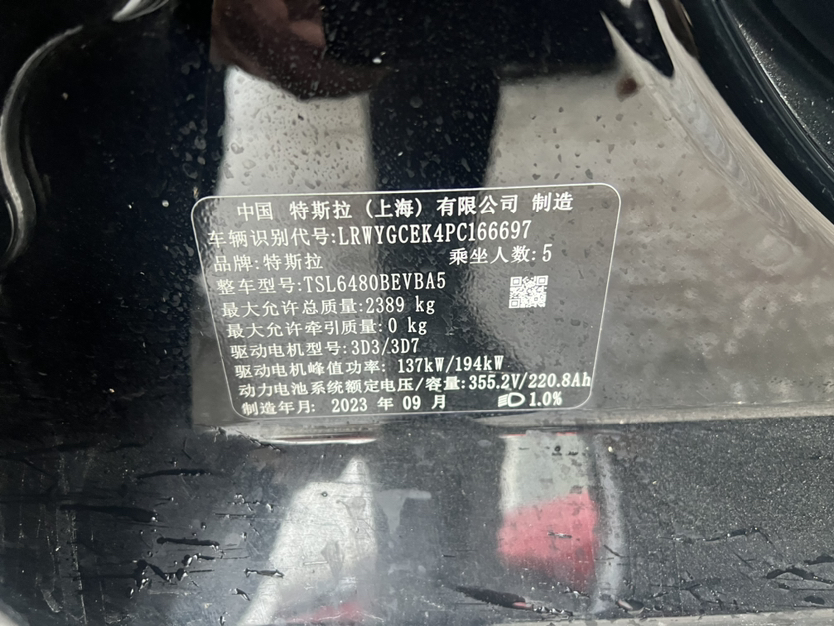 中国 特斯拉（上海）有限公司 制造
车辆识别代号:LRWYGCEK4PC166697
品牌:特斯拉 乘坐人数:5
整车型号:TSL6480BEVBA5
最大允许总质量:2389 kg
最大允许牵引质量:0 kg
驱动电机型号:3D3/3D7
驱动电机峰值功率: 137kW/194kW
动力电池系统额定电压/容量:355.2V/220.8Ah
制造年月: 2023 年 09 月 1.0%